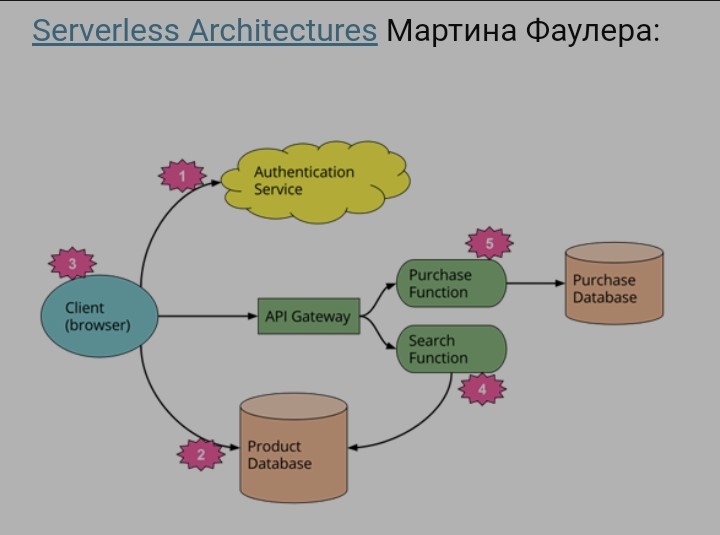 Serverless Architectures Мартина Фаулера:
1
Authentication
Service
3
Client
(browser)
API Gateway
5
Purchase
Function
Purchase
Database
Search
Function
4
2
Product
Database